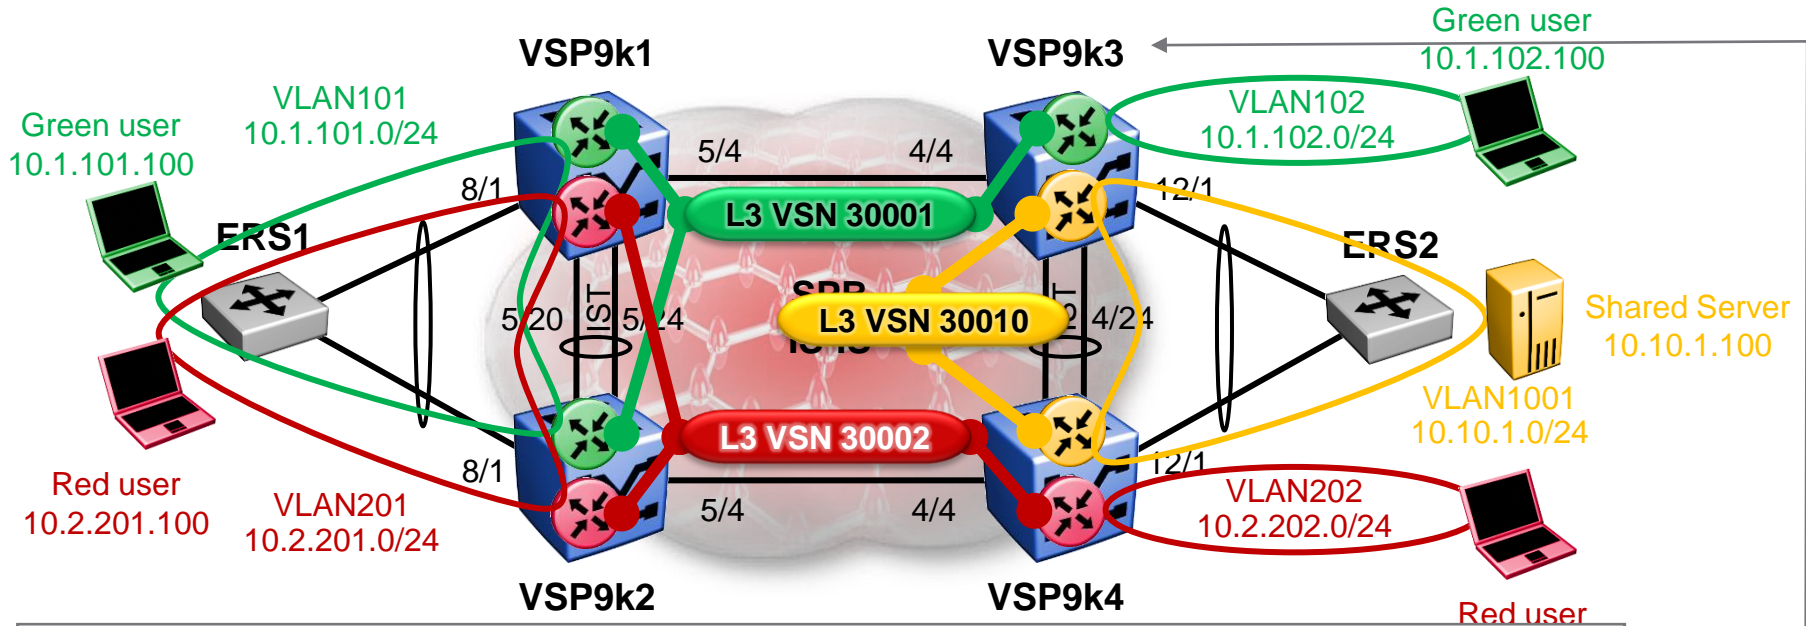 VSP9k1
VSP9k3
Green user
10.1.102.100
VLAN101
10.1.101.0/24
Green user
10.1.101.100
VLAN102
10.1.102.0/24
5/4
4/4
8/1
12/1
L3 VSN 30001
ERS1
ERS2
5/20
IST
5/24
SPB
L3 VSN 30010
4/24
Shared Server
10.10.1.100
VLAN1001
10.10.1.0/24
L3 VSN 30002
8/1
12/1
Red user
10.2.201.100
VLAN201
10.2.201.0/24
5/4
4/4
VLAN202
10.2.202.0/24
VSP9k2
VSP9k4
Red user